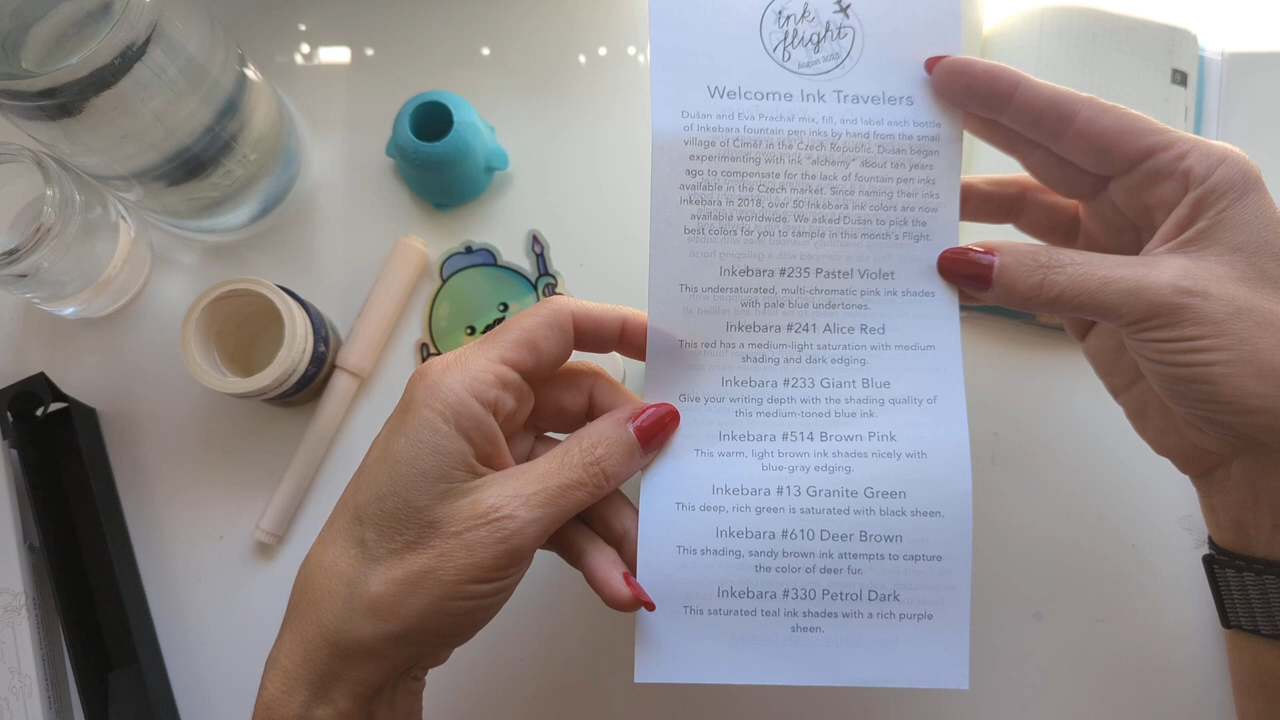 ink
flight
August 2023
Welcome Ink Travelers
Dušan and Eva Prachař mix, fill, and label each bottle
of Inkebara fountain pen inks by hand from the small
village of Čiměř in the Czech Republic. Dušan began
experimenting with ink "alchemy" about ten years
ago to compensate for the lack of fountain pen inks
available in the Czech market. Since naming their inks
Inkebara in 2018, over 50 Inkebara ink colors are now
available worldwide. We asked Dušan to pick the
best colors for you to sample in this month's Flight.
Inkebara #235 Pastel Violet
This undersaturated, multi-chromatic pink ink shades
with pale blue undertones.
Inkebara #241 Alice Red
This red has a medium-light saturation with medium
shading and dark edging.
Inkebara #233 Giant Blue
Give your writing depth with the shading quality of
this medium-toned blue ink.
Inkebara #514 Brown Pink
This warm, light brown ink shades nicely with
blue-gray edging.
Inkebara #13 Granite Green
This deep, rich green is saturated with black sheen.
Inkebara #610 Deer Brown
This shading, sandy brown ink attempts to capture
the color of deer fur.
Inkebara #330 Petrol Dark
This saturated teal ink shades with a rich purple
sheen.